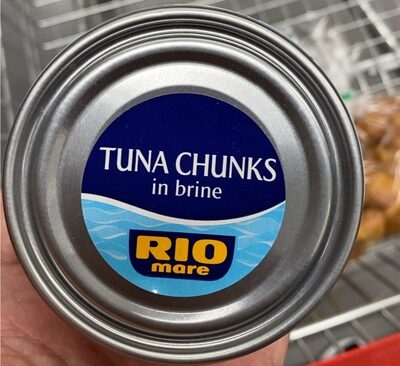 TUNA CHUNKS
in brine
RIO
mare